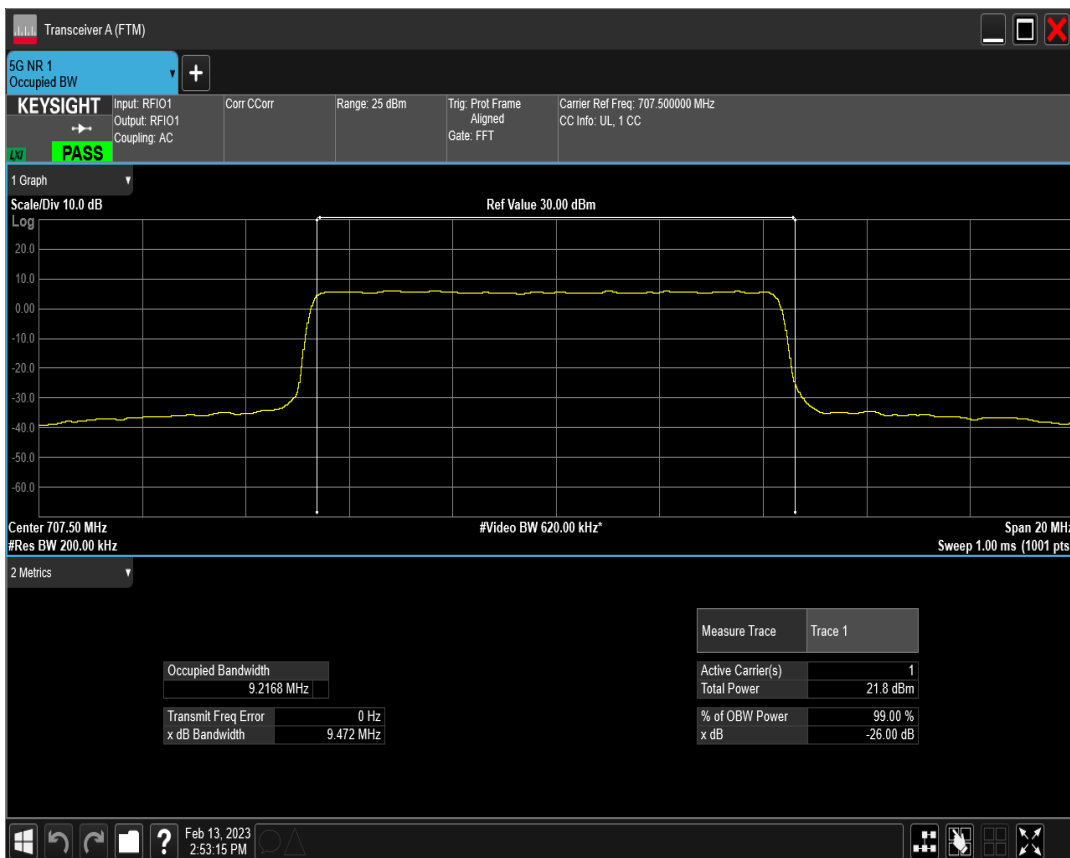 Transceiver A (FTM)
5G NR 1
Occupied BW
+
KEYSIGHT
LXI
PASS
Input: RFIO1
Output: RFIO1
Coupling: AC
Corr CCorr
Range: 25 dBm
Trig: Prot Frame
Aligned
Gate: FFT
Carrier Ref Freq: 707.500000 MHz
CC Info: UL, 1 CC
1 Graph
Scale/Div 10.0 dB
Ref Value 30.00 dBm
Log
20.0
10.0
0.00
-10.0
-20.0
-30.0
-40.0
-50.0
-60.0
Center 707.50 MHz
#Video BW 620.00 kHz*
Span 20 MHz
#Res BW 200.00 kHz
Sweep 1.00 ms (1001 pts
2 Metrics
Measure Trace Trace 1
Occupied Bandwidth
9.2168 MHz
Active Carrier(s) 1
Total Power 21.8 dBm
Transmit Freq Error 0 Hz
x dB Bandwidth 9.472 MHz
% of OBW Power 99.00 %
x dB -26.00 dB
?
Feb 13, 2023
2:53:15 PM